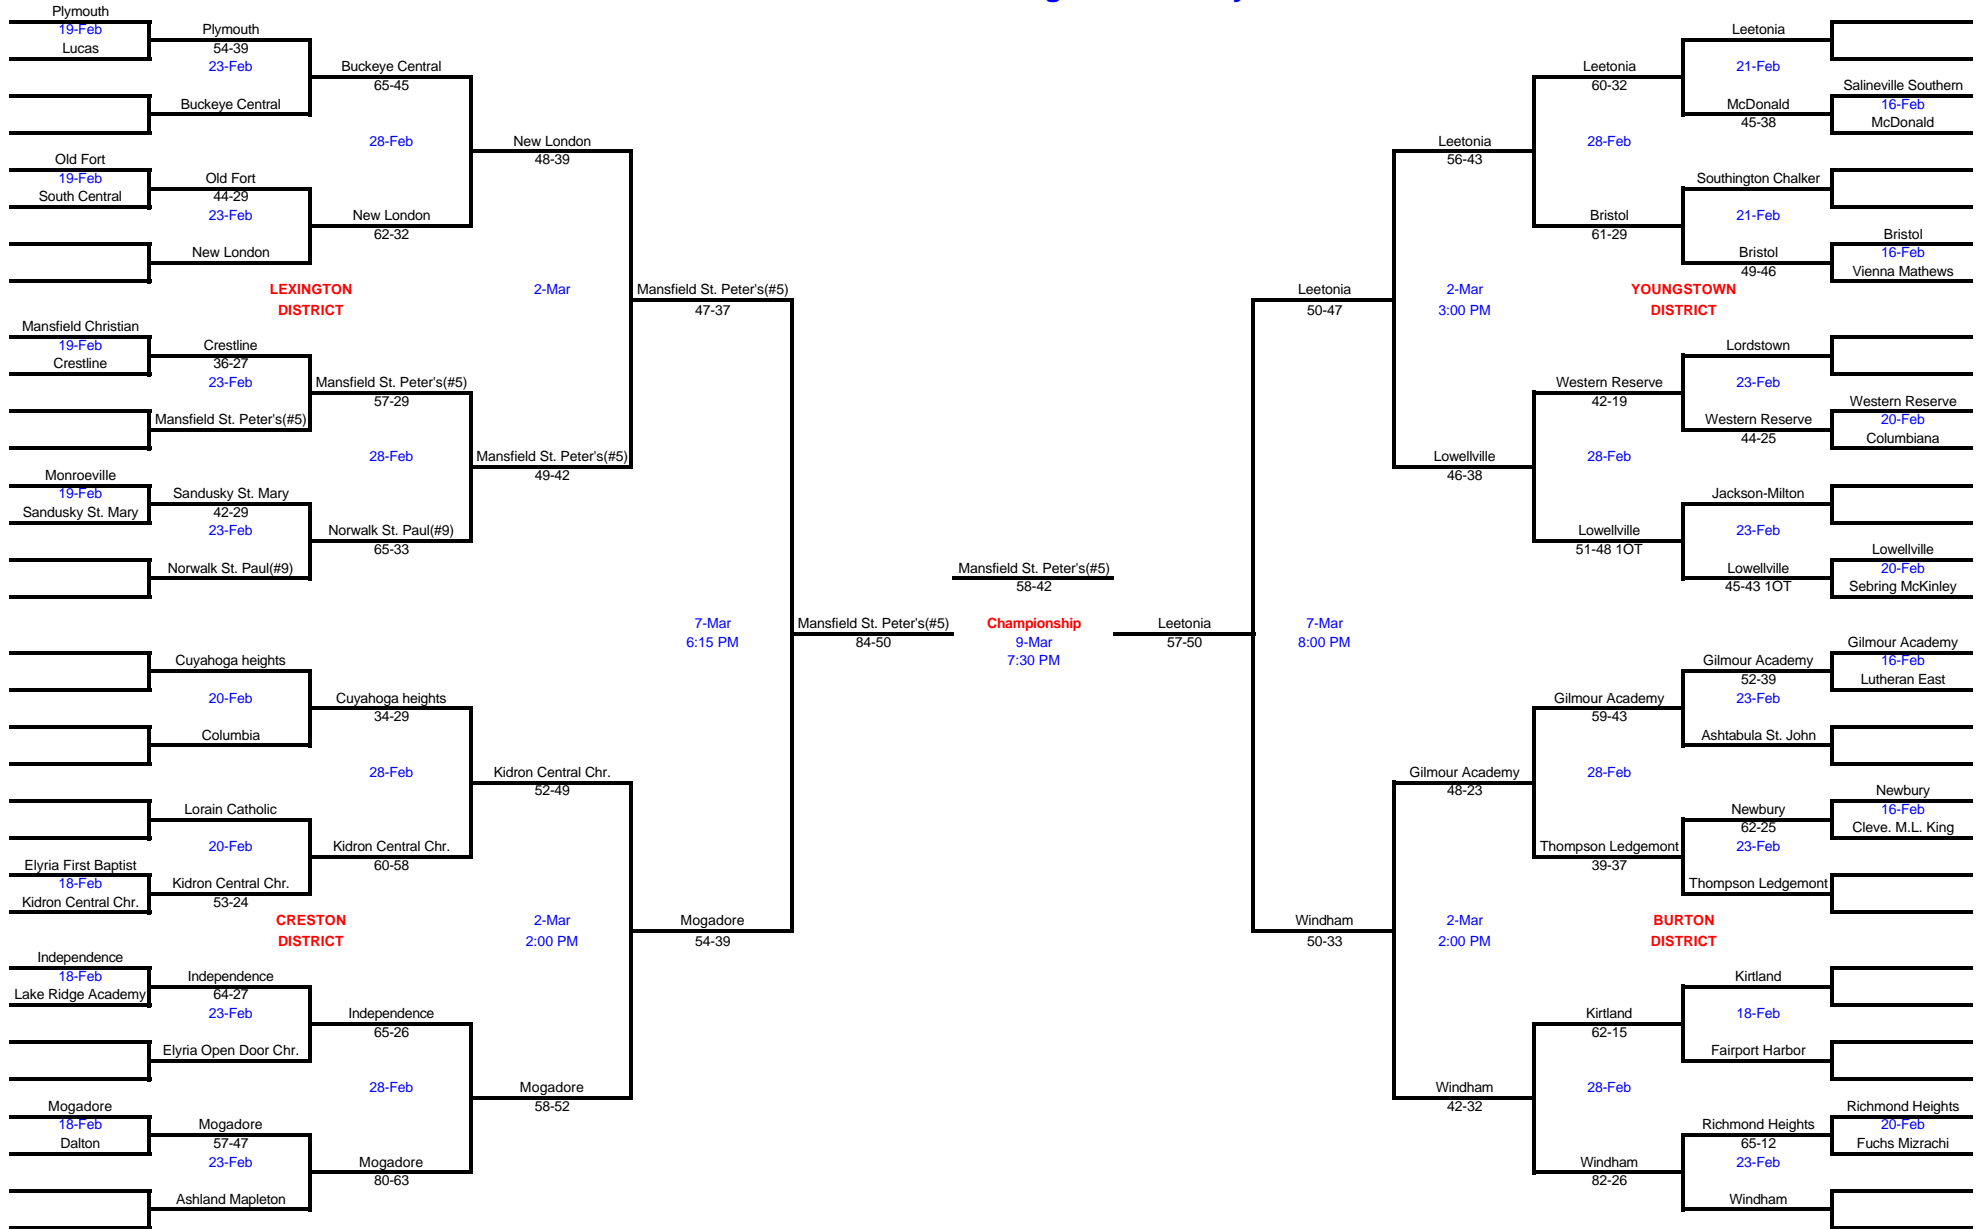 Plymouth
19-Feb
Lucas
Plymouth
54-39
23-Feb
Buckeye Central
Buckeye Central
65-45
28-Feb
Old Fort
19-Feb
South Central
Old Fort
44-29
23-Feb
New London
New London
62-32
New London
48-39
LEXINGTON
DISTRICT
2-Mar
Mansfield St. Peter's(#5)
47-37
Mansfield Christian
19-Feb
Crestline
Crestline
36-27
23-Feb
Mansfield St. Peter's(#5)
Mansfield St. Peter's(#5)
57-29
28-Feb
Mansfield St. Peter's(#5)
49-42
Monroeville
19-Feb
Sandusky St. Mary
Sandusky St. Mary
42-29
23-Feb
Norwalk St. Paul(#9)
Norwalk St. Paul(#9)
65-33
7-Mar
6:15 PM
Mansfield St. Peter's(#5)
84-50
Cuyahoga heights
20-Feb
Columbia
Cuyahoga heights
34-29
28-Feb
Kidron Central Chr.
52-49
Lorain Catholic
20-Feb
Elyria First Baptist
18-Feb
Kidron Central Chr.
Kidron Central Chr.
53-24
Kidron Central Chr.
60-58
CRESTON
DISTRICT
2-Mar
2:00 PM
Mogadore
54-39
Independence
18-Feb
Lake Ridge Academy
Independence
64-27
23-Feb
Elyria Open Door Chr.
Independence
65-26
28-Feb
Mogadore
58-52
Mogadore
18-Feb
Dalton
Mogadore
57-47
23-Feb
Ashland Mapleton
Mogadore
80-63
Mansfield St. Peter's(#5)
58-42
Championship
9-Mar
7:30 PM
Leetonia
57-50
7-Mar
8:00 PM
Leetonia
50-47
2-Mar
3:00 PM
YOUNGSTOWN
DISTRICT
Leetonia
56-43
28-Feb
Leetonia
60-32
Leetonia
21-Feb
McDonald
45-38
Salineville Southern
16-Feb
McDonald
Bristol
61-29
Southington Chalker
21-Feb
Bristol
49-46
Bristol
16-Feb
Vienna Mathews
Lowellville
46-38
28-Feb
Western Reserve
42-19
Lordstown
23-Feb
Western Reserve
44-25
Western Reserve
20-Feb
Columbiana
Lowellville
51-48 1OT
Jackson-Milton
23-Feb
Lowellville
45-43 1OT
Lowellville
20-Feb
Sebring McKinley
Windham
50-33
2-Mar
2:00 PM
BURTON
DISTRICT
Gilmour Academy
48-23
28-Feb
Gilmour Academy
59-43
Gilmour Academy
52-39
23-Feb
Ashtabula St. John
Gilmour Academy
16-Feb
Lutheran East
Thompson Ledgemont
39-37
Newbury
62-25
23-Feb
Thompson Ledgemont
Newbury
16-Feb
Cleve. M.L. King
Windham
42-32
28-Feb
Kirtland
62-15
Kirtland
18-Feb
Fairport Harbor
Windham
82-26
Richmond Heights
65-12
23-Feb
Windham
Richmond Heights
20-Feb
Fuchs Mizrachi